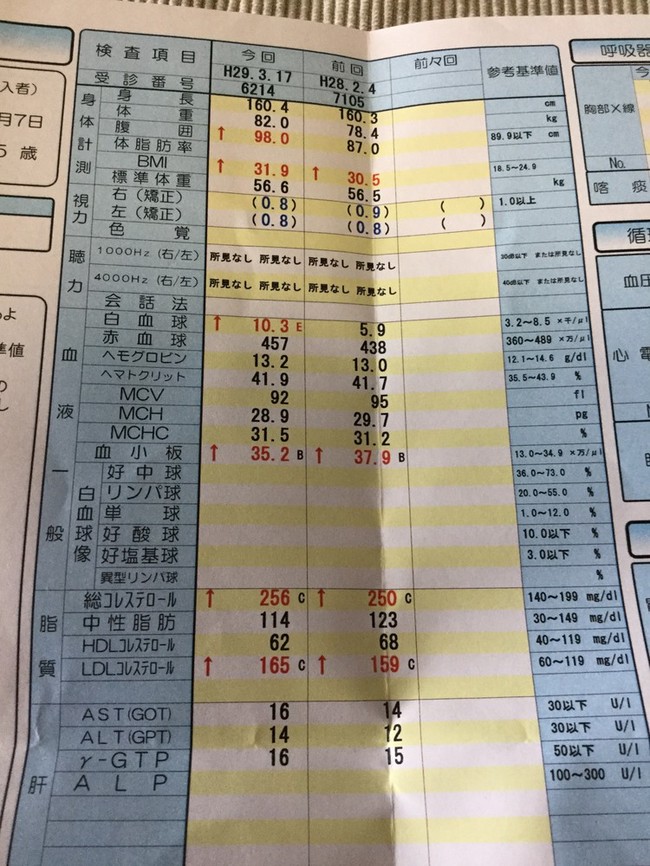 検査項目 今回 前回 前々回 参考基準値
H29.3.17 H28.2.4
受診番号 6214 7105
身体計測
身長 160.4 160.3 cm
体重 82.0 78.4 kg
腹囲 ↑ 98.0 87.0 89.9以下 cm
体脂肪率
BMI ↑ 31.9 ↑ 30.5 18.5~24.9
標準体重 56.6 56.5 kg
視力
右(矯正) (0.8) (0.9) ( ) 1.0以上
左(矯正) (0.8) (0.8) ( )
色覚
聴力
1000Hz (右/左) 所見なし 所見なし 所見なし 所見なし 30dB以下 または所見なし
4000Hz (右/左) 所見なし 所見なし 所見なし 所見なし 40dB以下 または所見なし
会話法
血液一般
白血球 ↑ 10.3 E 5.9 3.2~8.5 ×千/μl
赤血球 457 438 360~489 ×万/μl
ヘモグロビン 13.2 13.0 12.1~14.6 g/dl
ヘマトクリット 41.9 41.7 35.5~43.9 %
MCV 92 95 fl
MCH 28.9 29.7 pg
MCHC 31.5 31.2 %
血小板 ↑ 35.2 B ↑ 37.9 B 13.0~34.9 ×万/μl
白血球像
好中球 36.0~73.0 %
リンパ球 20.0~55.0 %
単球 1.0~12.0 %
好酸球 10.0以下 %
好塩基球 3.0以下 %
異型リンパ球 %
脂質
総コレステロール ↑ 256 C ↑ 250 C 140~199 mg/dl
中性脂肪 114 123 30~149 mg/dl
HDLコレステロール 62 68 40~119 mg/dl
LDLコレステロール ↑ 165 C ↑ 159 C 60~119 mg/dl
肝
AST(GOT) 16 14 30以下 U/l
ALT(GPT) 14 12 30以下 U/l
γ-GTP 16 15 50以下 U/l
ALP 100~300 U/l
入者)
月7日
5 歳
準値
の
し
呼吸器
今
胸部X線
No.
喀痰
循
血圧
心電